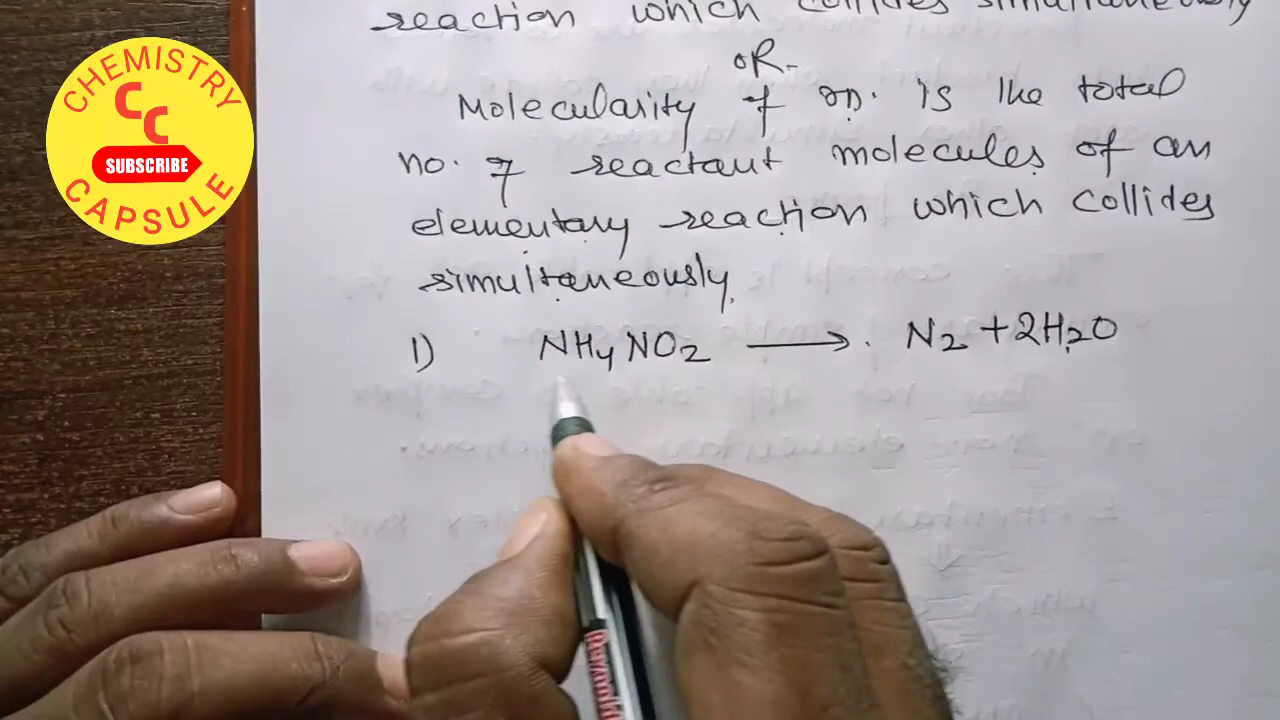 reaction which collides simultaneously
OR-
Molecularity of rn. is the total
no. of reactant molecules of an
elementary reaction which collides
simultaneously.
1) NH4NO2 → N2 + 2H2O
CHEMISTRY
CC
SUBSCRIBE
CAPSULE